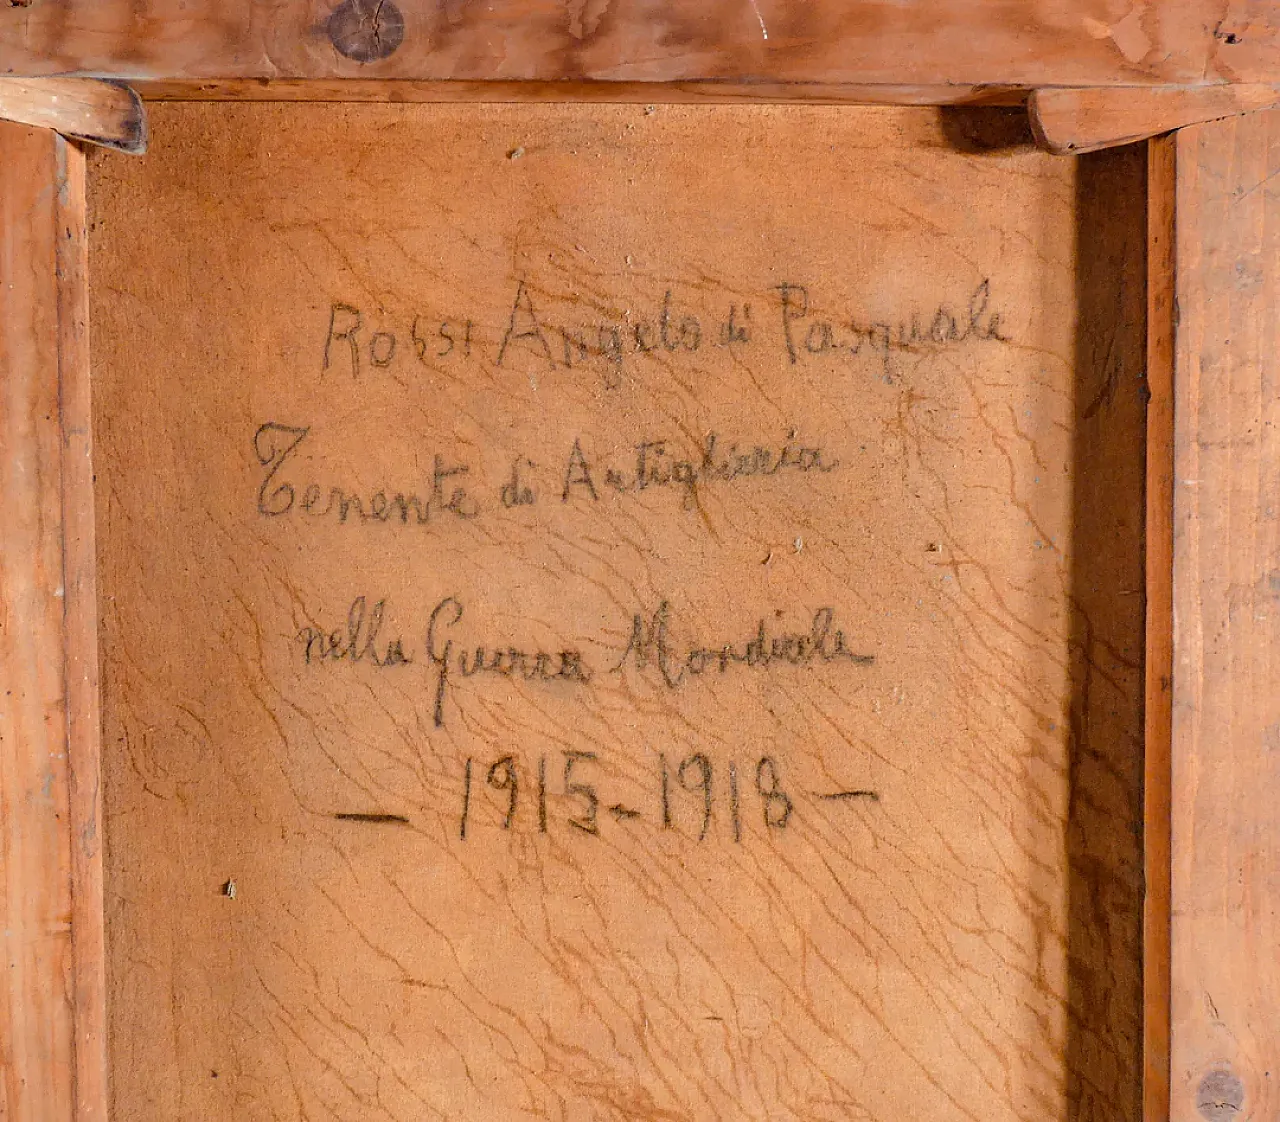 Rossi Angelo di Pasquale
Tenente di Artiglieria
nella Guerra Mondiale
— 1915-1918 —